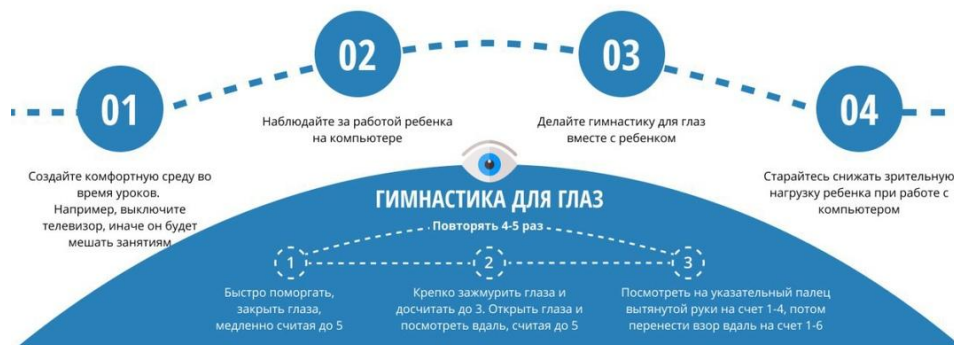 01
Создайте комфортную среду во
время уроков.
Например, выключите
телевизор, иначе он будет
мешать занятиям
02
Наблюдайте за работой ребенка
на компьютере
03
Делайте гимнастику для глаз
вместе с ребенком
04
Старайтесь снижать зрительную
нагрузку ребенка при работе с
компьютером
ГИМНАСТИКА ДЛЯ ГЛАЗ
Повторять 4-5 раз
1
Быстро поморгать,
закрыть глаза,
медленно считая до 5
2
Крепко зажмурить глаза и
досчитать до 3. Открыть глаза и
посмотреть вдаль, считая до 5
3
Посмотреть на указательный палец
вытянутой руки на счет 1-4, потом
перенести взор вдаль на счет 1-6